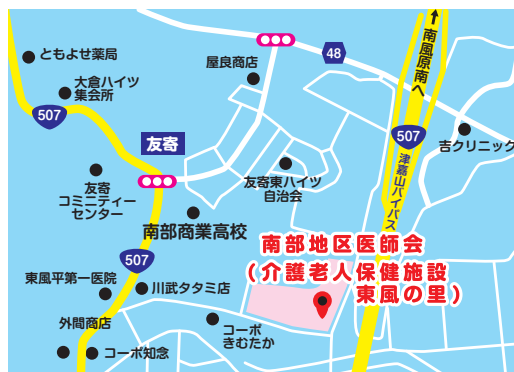 ↑南風原南へ
ともよせ薬局
屋良商店
48
大倉ハイツ
集会所
507
507
友寄
吉クリニック
津嘉山バイパス
友寄
コミニティー
センター
友寄東ハイツ
自治会
南部商業高校
南部地区医師会
(介護老人保健施設
東風の里)
507
東風平第一医院
川武タタミ店
外間商店
コーポ
きむたか
コーポ知念